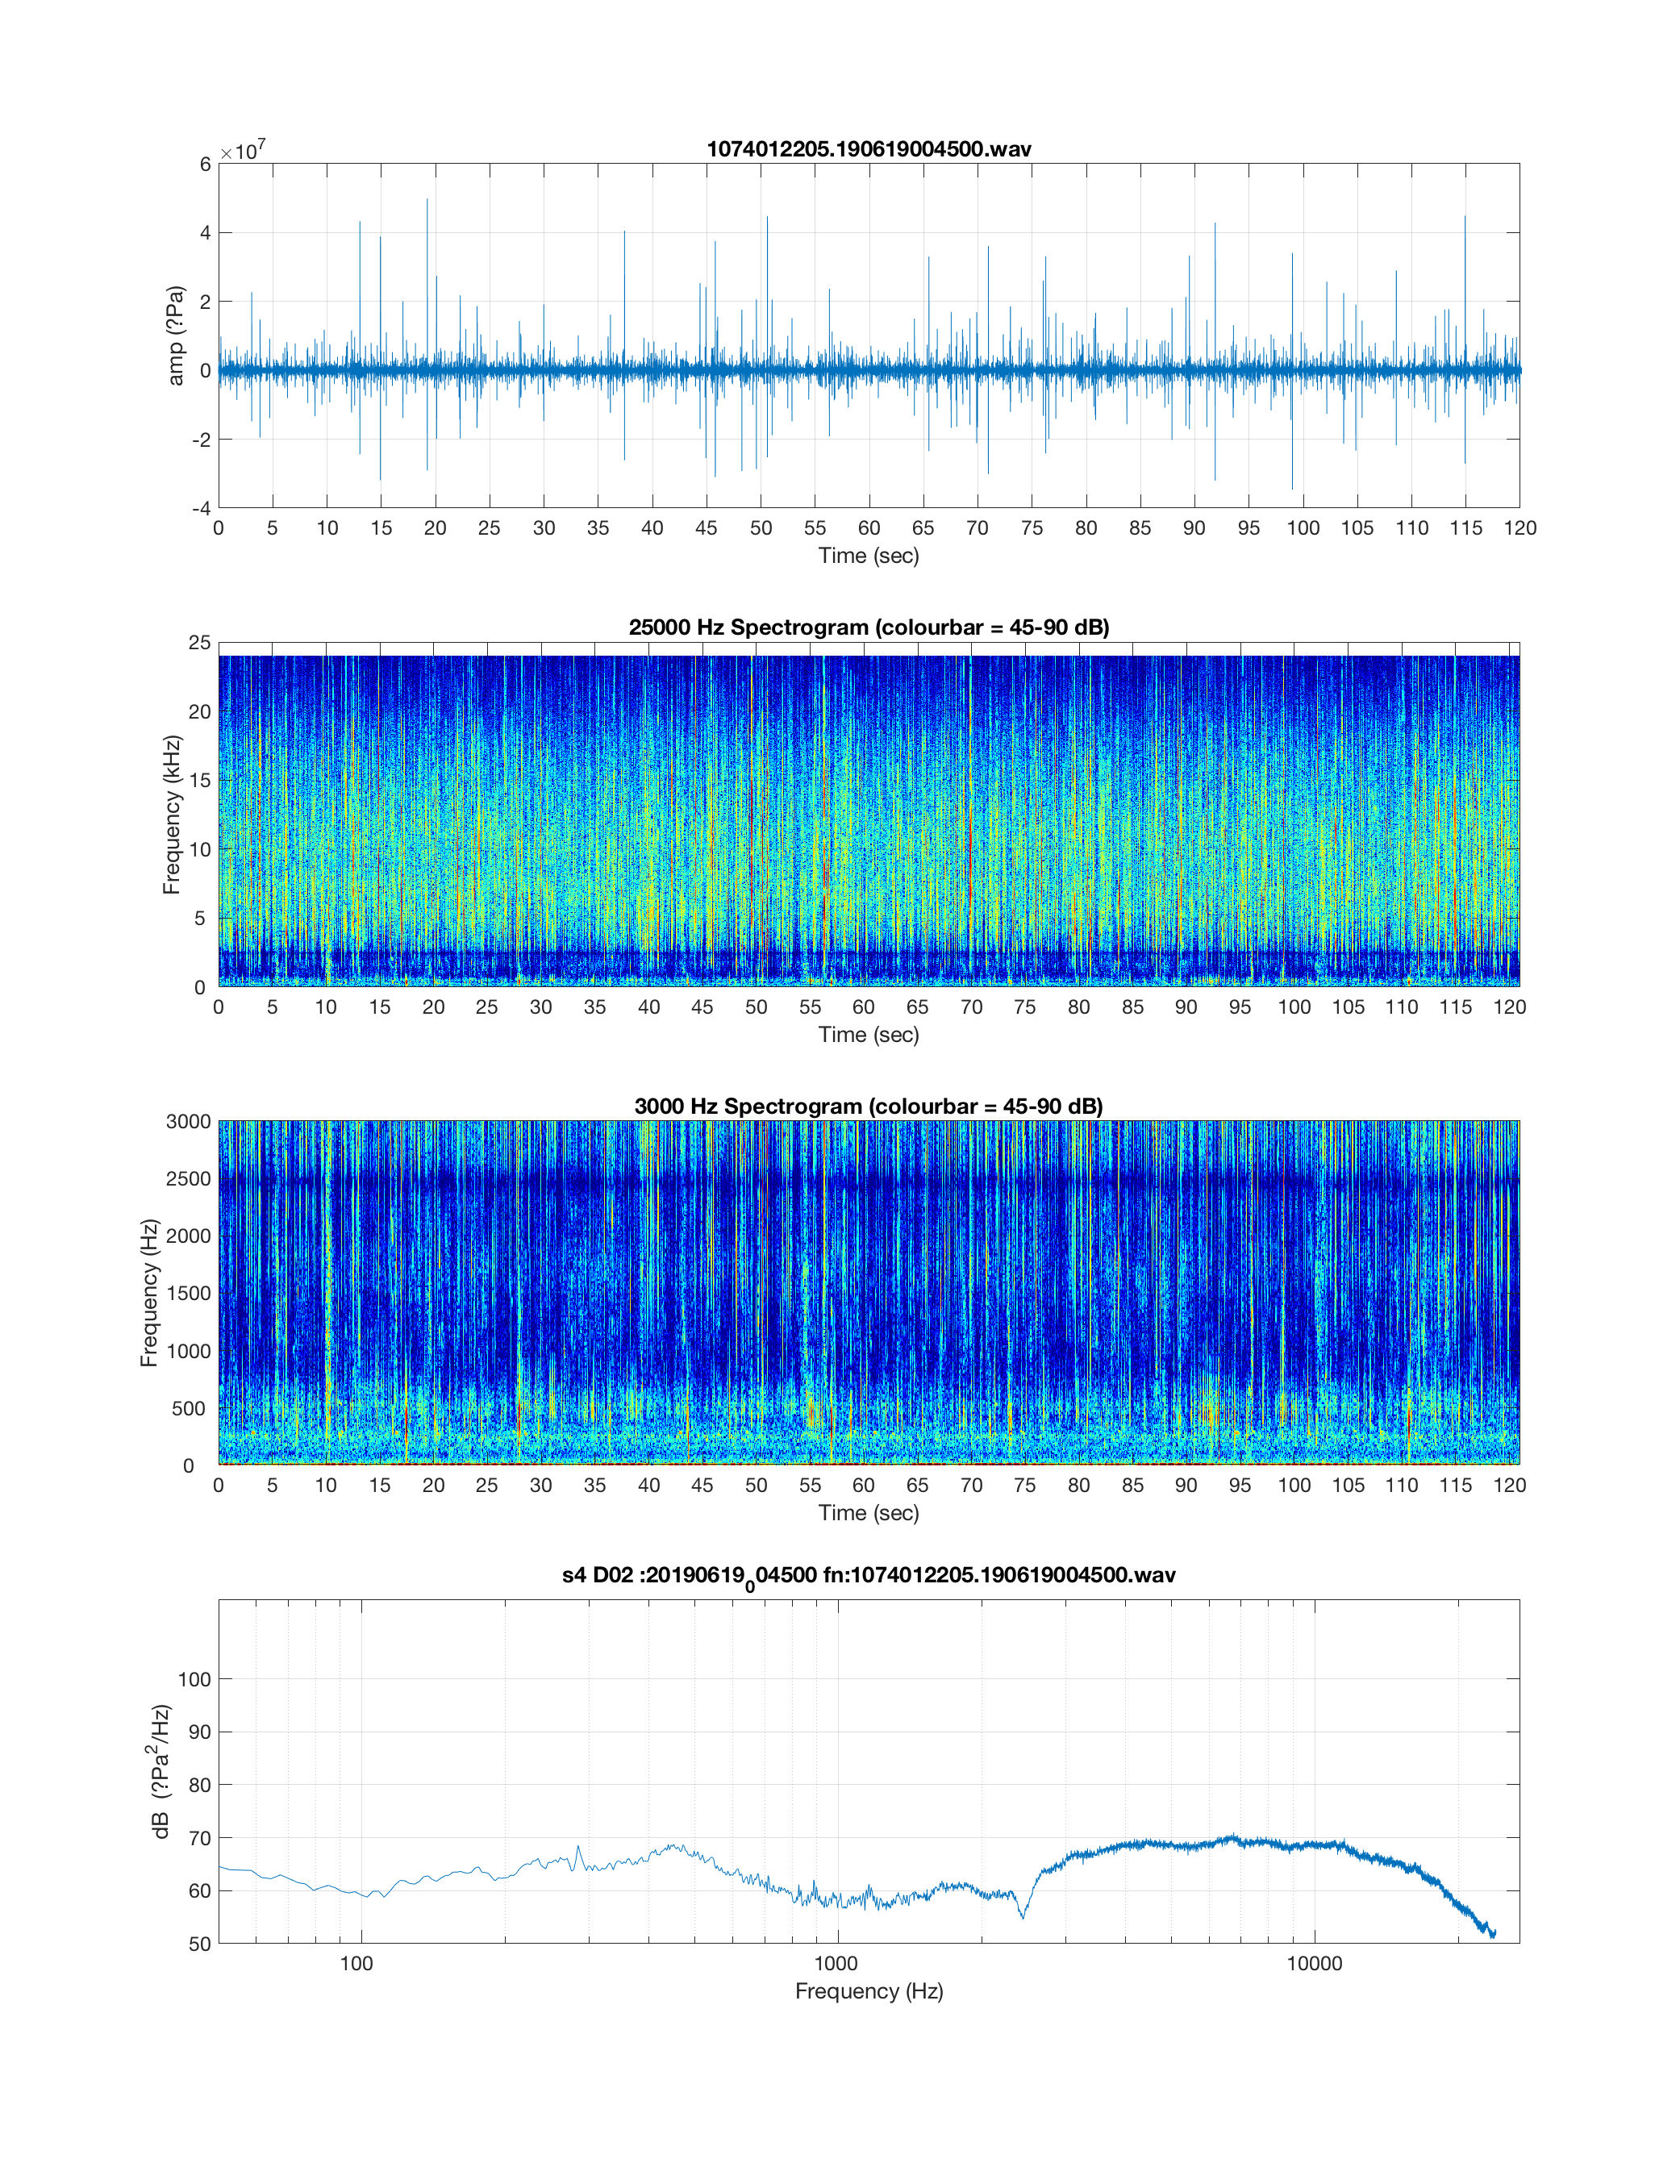 1074012205.190619004500.wav
×10^7
6
4
2
0
-2
-4
amp (?Pa)
0 5 10 15 20 25 30 35 40 45 50 55 60 65 70 75 80 85 90 95 100 105 110 115 120
Time (sec)
25000 Hz Spectrogram (colourbar = 45-90 dB)
25
20
15
10
5
0
Frequency (kHz)
0 5 10 15 20 25 30 35 40 45 50 55 60 65 70 75 80 85 90 95 100 105 110 115 120
Time (sec)
3000 Hz Spectrogram (colourbar = 45-90 dB)
3000
2500
2000
1500
1000
500
0
Frequency (Hz)
0 5 10 15 20 25 30 35 40 45 50 55 60 65 70 75 80 85 90 95 100 105 110 115 120
Time (sec)
s4 D02 :20190619_004500 fn:1074012205.190619004500.wav
100
90
80
70
60
50
dB (?Pa^2/Hz)
100 1000 10000
Frequency (Hz)